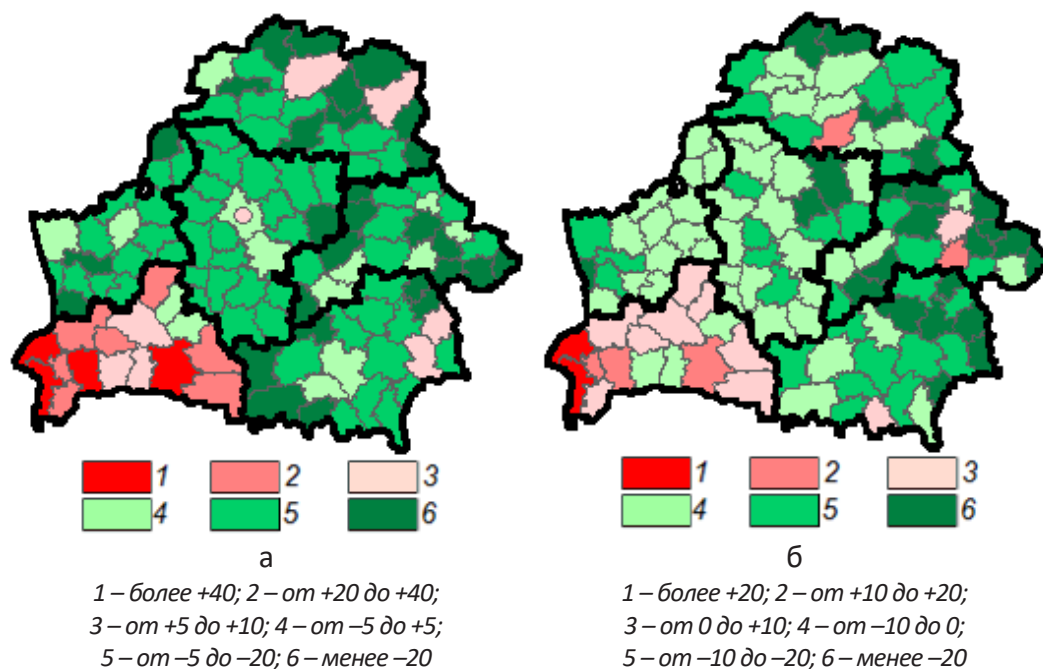 1 2 3
4 5 6
а
1 – более +40; 2 – от +20 до +40;
3 – от +5 до +10; 4 – от –5 до +5;
5 – от –5 до –20; 6 – менее –20
1 2 3
4 5 6
б
1 – более +20; 2 – от +10 до +20;
3 – от 0 до +10; 4 – от –10 до 0;
5 – от –10 до –20; 6 – менее –20